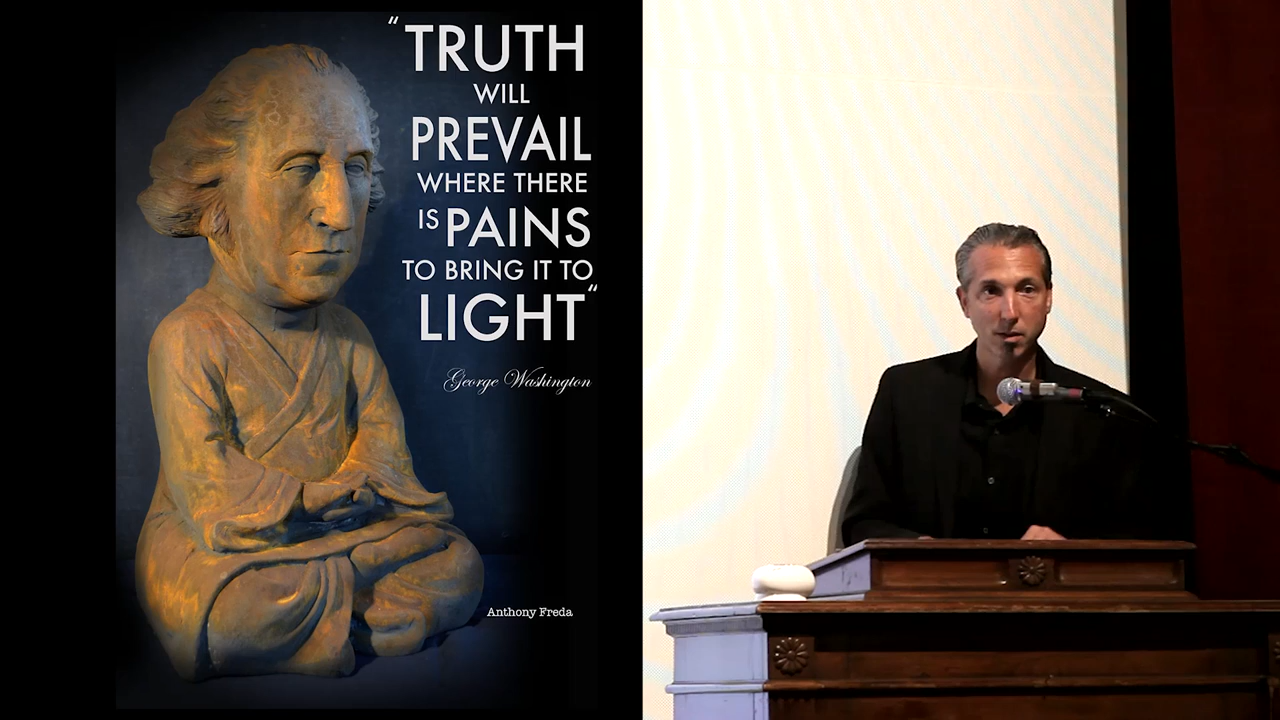 “TRUTH
WILL
PREVAIL
WHERE THERE
IS PAINS
TO BRING IT TO
LIGHT“
George Washington
Anthony Freda